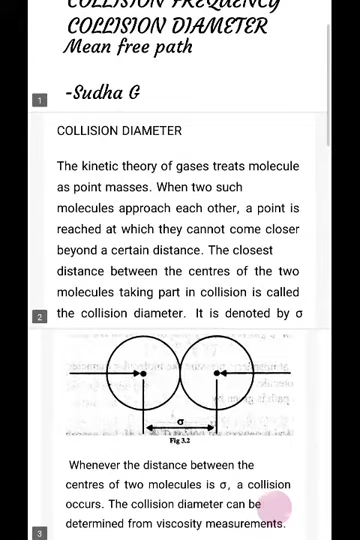 COLLISION FREQUENCY
COLLISION DIAMETER
Mean free path
-Sudha G
1
COLLISION DIAMETER
The kinetic theory of gases treats molecule
as point masses. When two such
molecules approach each other, a point is
reached at which they cannot come closer
beyond a certain distance. The closest
distance between the centres of the two
molecules taking part in collision is called
the collision diameter. It is denoted by σ
2
σ
Fig 3.2
Whenever the distance between the
centres of two molecules is σ, a collision
occurs. The collision diameter can be
determined from viscosity measurements.
3